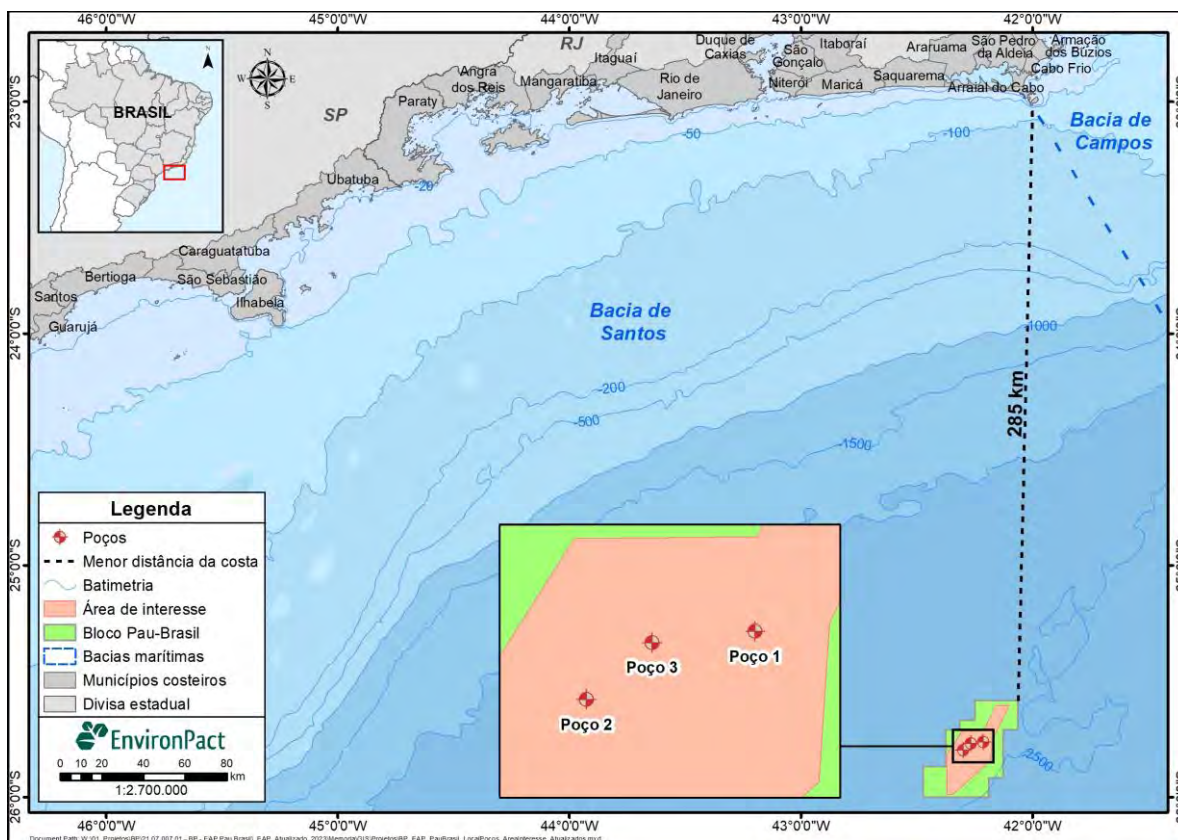 46°0'0"W
45°0'0"W
44°0'0"W
43°0'0"W
42°0'0"W
N
BRASIL
N
W
E
S
RJ
SP
Paraty
Angra
dos Reis
Mangaratiba
Itaguaí
Rio de
Janeiro
Duque de
Caxias
São
Gonçalo
Niterói
Itaboraí
Maricá
Saquarema
Araruama
São Pedro
da Aldeia
Armação
dos Búzios
Cabo Frio
Arraial do Cabo
Ubatuba
Caraguatatuba
São Sebastião
Bertioga
Ilhabela
Santos
Guarujá
Bacia de
Campos
Bacia de
Santos
-20
-50
-100
-200
-500
-1000
-1500
-2500
285 km
23°0'0"S
24°0'0"S
25°0'0"S
26°0'0"S
Legenda
Poços
Menor distância da costa
Batimetria
Área de interesse
Bloco Pau-Brasil
Bacias marítimas
Municípios costeiros
Divisa estadual
EnvironPact
0 10 20 40 60 80
km
1:2.700.000
Poço 1
Poço 3
Poço 2
46°0'0"W
45°0'0"W
44°0'0"W
43°0'0"W
42°0'0"W